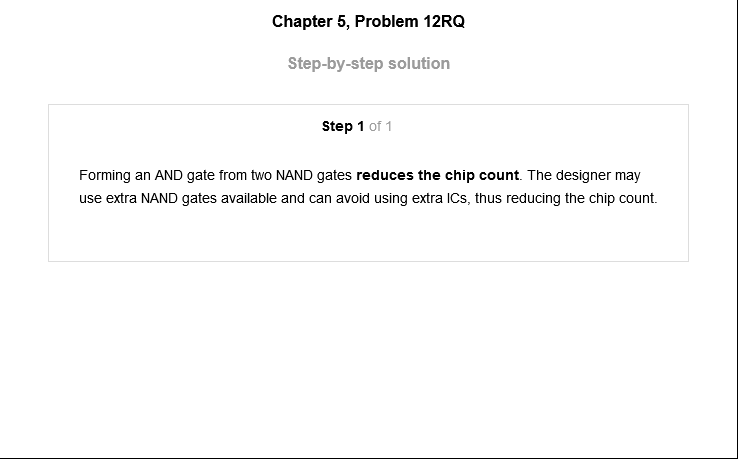 Chapter 5, Problem 12RQ
Step-by-step solution
Step 1 of 1
Forming an AND gate from two NAND gates reduces the chip count. The designer may
use extra NAND gates available and can avoid using extra ICs, thus reducing the chip count.